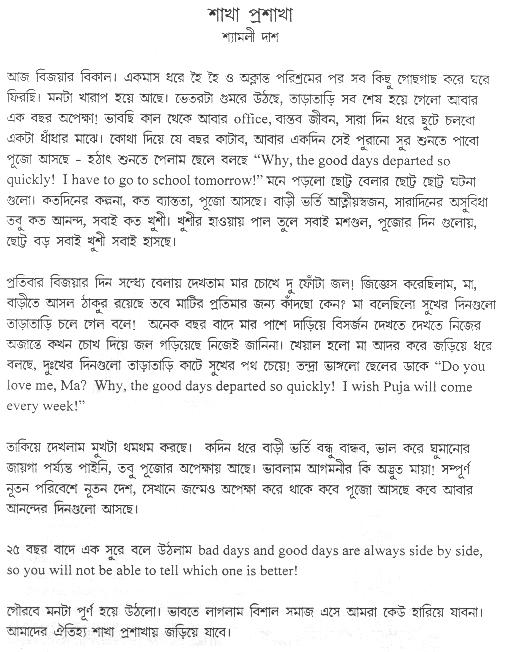 শাখা প্রশাখা
শ্যামলী দাশ
আজ বিজয়ার বিকাল। একমাস ধরে হৈ হৈ ও অক্লান্ত পরিশ্রমের পর সব কিছু গোছগাছ করে ঘরে
ফিরছি। মনটা খারাপ হয়ে আছে। ভেতরটা গুমরে উঠছে, তাড়াতাড়ি সব শেষ হয়ে গেলো আবার
এক বছর অপেক্ষা! ভাবছি কাল থেকে আবার office, বাস্তব জীবন, সারা দিন ধরে ছুটে চলবো
একটা ধাঁধার মাঝে। কোথা দিয়ে যে বছর কাটাব, আবার একদিন সেই পুরানো সুর শুনতে পাবো
পূজো আসছে – হঠাৎ শুনতে পেলাম ছেলে বলছে “Why, the good days departed so
quickly! I have to go to school tomorrow!” মনে পড়লো ছোট্ট বেলার ছোট্ট ছোট্ট ঘটনা
গুলো। কতদিনের কল্পনা, কত ব্যাস্ততা, পূজো আসছে। বাড়ী ভর্তি আত্নীয়স্বজন, সারাদিনের অসুবিধা
তবু কত আনন্দ, সবাই কত খুশী। খুশীর হাওয়ায় পাল তুলে সবাই মশগুল, পূজোর দিন গুলোয়,
ছোট্ট বড় সবাই খুশী সবাই হাসছে।
প্রতিবার বিজয়ার দিন সন্ধ্যে বেলায় দেখতাম মার চোখে দু ফোঁটা জল! জিজ্ঞেস করেছিলাম, মা,
বাড়ীতে আসল ঠাকুর রয়েছে তবে মাটির প্রতিমার জন্য কাঁদছো কেন? মা বলেছিল্যে সুখের দিনগুলো
তাড়াতাড়ি চলে গেল বলে! অনেক বছর বাদে মার পাশে দাড়িয়ে বিসর্জন দেখতে দেখতে নিজের
অজান্তে কখন চোখ দিয়ে জল গড়িয়েছে নিজেই জানিনা। খেয়াল হলো মা আদর করে জড়িয়ে ধরে
বলছে, দুঃখের দিনগুলো তাড়াতাড়ি কাটে সুখের পথ চেয়ে! তন্দ্রা ভাঙ্গলো ছেলের ডাকে “Do you
love me, Ma? Why, the good days departed so quickly! I wish Puja will come
every week!”
তাকিয়ে দেখলাম মুখটা থমথম করছে। কদিন ধরে বাড়ী ভর্তি বন্ধু বান্ধব, ভাল করে ঘুমানোর
জায়গা পর্য্যন্ত পাইনি, তবু পূজোর অপেক্ষায় আছে। ভাবলাম আগমনীর কি অদ্ভুত মায়া! সম্পূর্ণ
নূতন পরিবেশে নূতন দেশ, সেখানে জন্মেও অপেক্ষা করে থাকে কবে পূজো আসছে কবে আবার
আনন্দের দিনগুলো আসছে।
২৫ বছর বাদে এক সুরে বলে উঠলাম bad days and good days are always side by side,
so you will not be able to tell which one is better!
গৌরবে মনটা পূর্ণ হয়ে উঠলো। ভাবতে লাগলাম বিশাল সমাজ এসে আমরা কেউ হারিয়ে যাবনা।
আমাদের ঐতিহ্য শাখা প্রশাখায় জড়িয়ে যাবে।